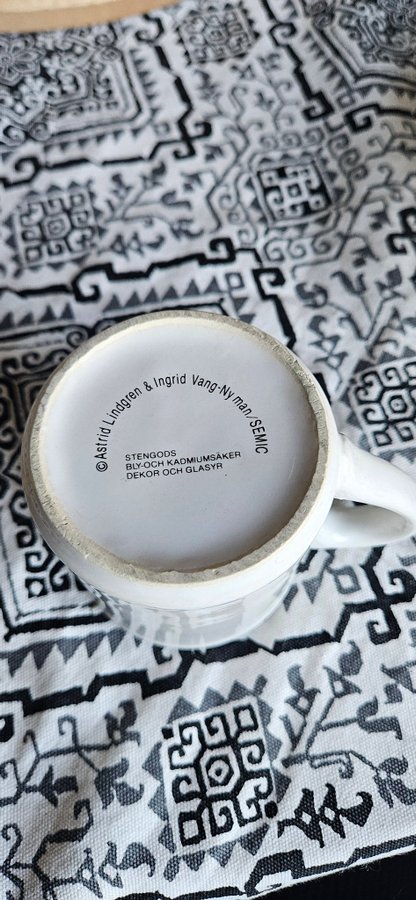 ©Astrid Lindgren & Ingrid Vang-Nyman/SEMIC
STENGODS
BLY-OCH KADMIUMSÄKER
DEKOR OCH GLASYR